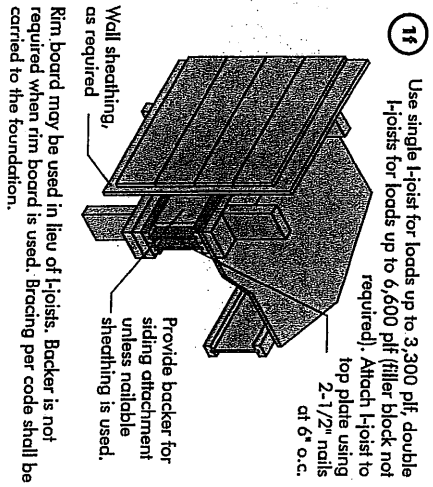 1f
Use single I-joist for loads up to 3,300 plf, double
I-joists for loads up to 6,600 plf (filler block not
required). Attach I-joist to
top plate using
2-1/2" nails
at 6" o.c.
Wall sheathing,
as required
Provide backer for
siding attachment
unless nailable
sheathing is used.
Rim board may be used in lieu of I-joists. Backer is not
required when rim board is used. Bracing per code shall be
carried to the foundation.